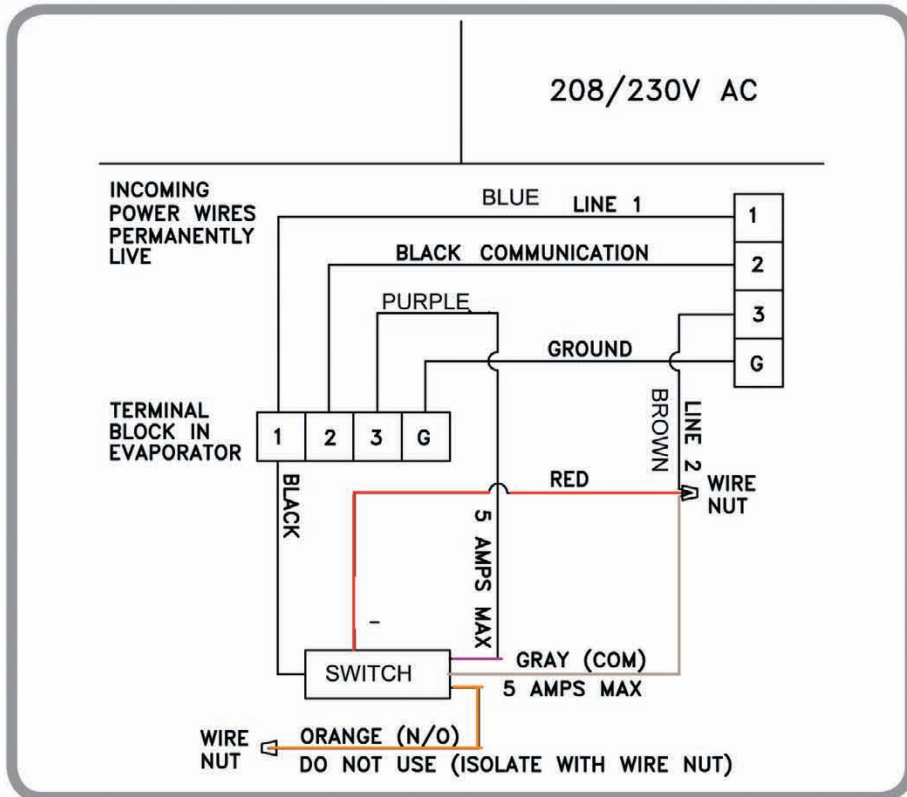 208/230V AC
INCOMING
POWER WIRES
PERMANENTLY
LIVE
BLUE LINE 1
1
BLACK COMMUNICATION
2
PURPLE
3
GROUND
G
TERMINAL
BLOCK IN
EVAPORATOR
1 2 3 G
BROWN
LINE 2
BLACK
RED
WIRE
NUT
5 AMPS MAX
–
SWITCH
GRAY (COM)
5 AMPS MAX
WIRE
NUT
ORANGE (N/O)
DO NOT USE (ISOLATE WITH WIRE NUT)